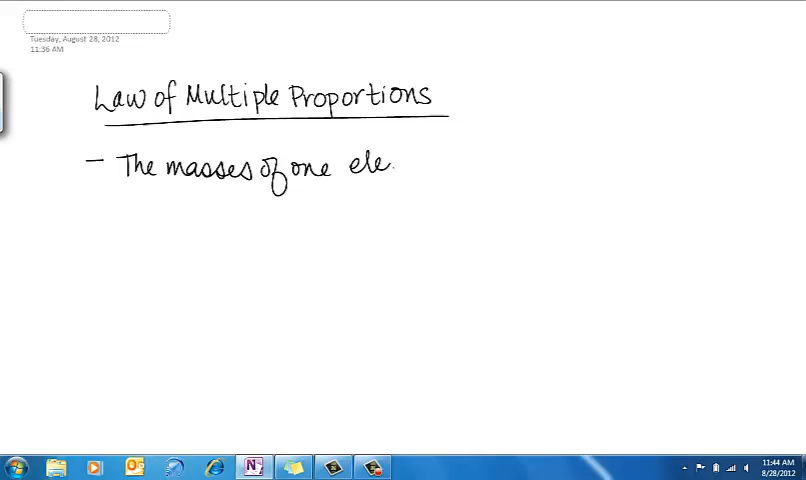 Tuesday, August 28, 2012
11:36 AM
Law of Multiple Proportions
- The masses of one ele.
11:44 AM
8/28/2012